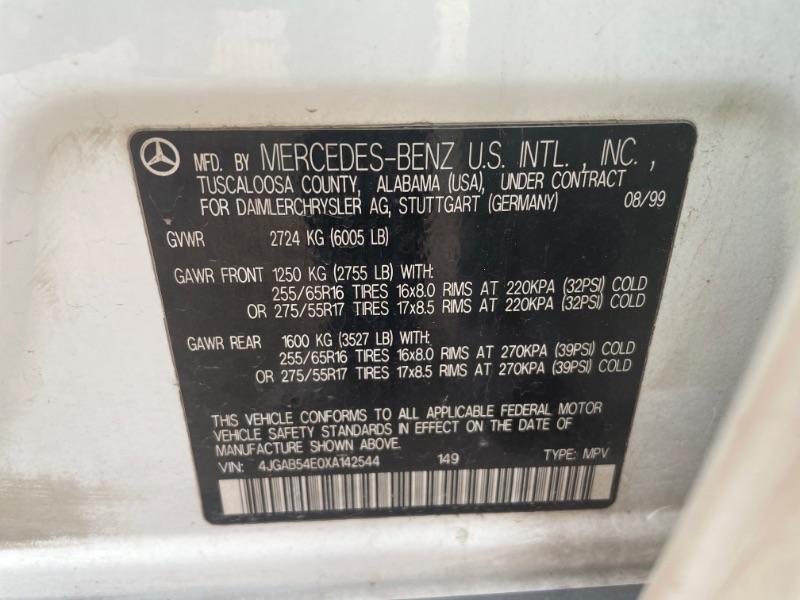 MFD. BY MERCEDES-BENZ U.S. INTL., INC.,
TUSCALOOSA COUNTY, ALABAMA (USA), UNDER CONTRACT
FOR DAIMLERCHRYSLER AG, STUTTGART (GERMANY) 08/99
GVWR 2724 KG (6005 LB)
GAWR FRONT 1250 KG (2755 LB) WITH:
255/65R16 TIRES 16x8.0 RIMS AT 220KPA (32PSI) COLD
OR 275/55R17 TIRES 17x8.5 RIMS AT 220KPA (32PSI) COLD
GAWR REAR 1600 KG (3527 LB) WITH:
255/65R16 TIRES 16x8.0 RIMS AT 270KPA (39PSI) COLD
OR 275/55R17 TIRES 17x8.5 RIMS AT 270KPA (39PSI) COLD
THIS VEHICLE CONFORMS TO ALL APPLICABLE FEDERAL MOTOR
VEHICLE SAFETY STANDARDS IN EFFECT ON THE DATE OF
MANUFACTURE SHOWN ABOVE.
VIN: 4JGAB54E0XA142544 149 TYPE: MPV